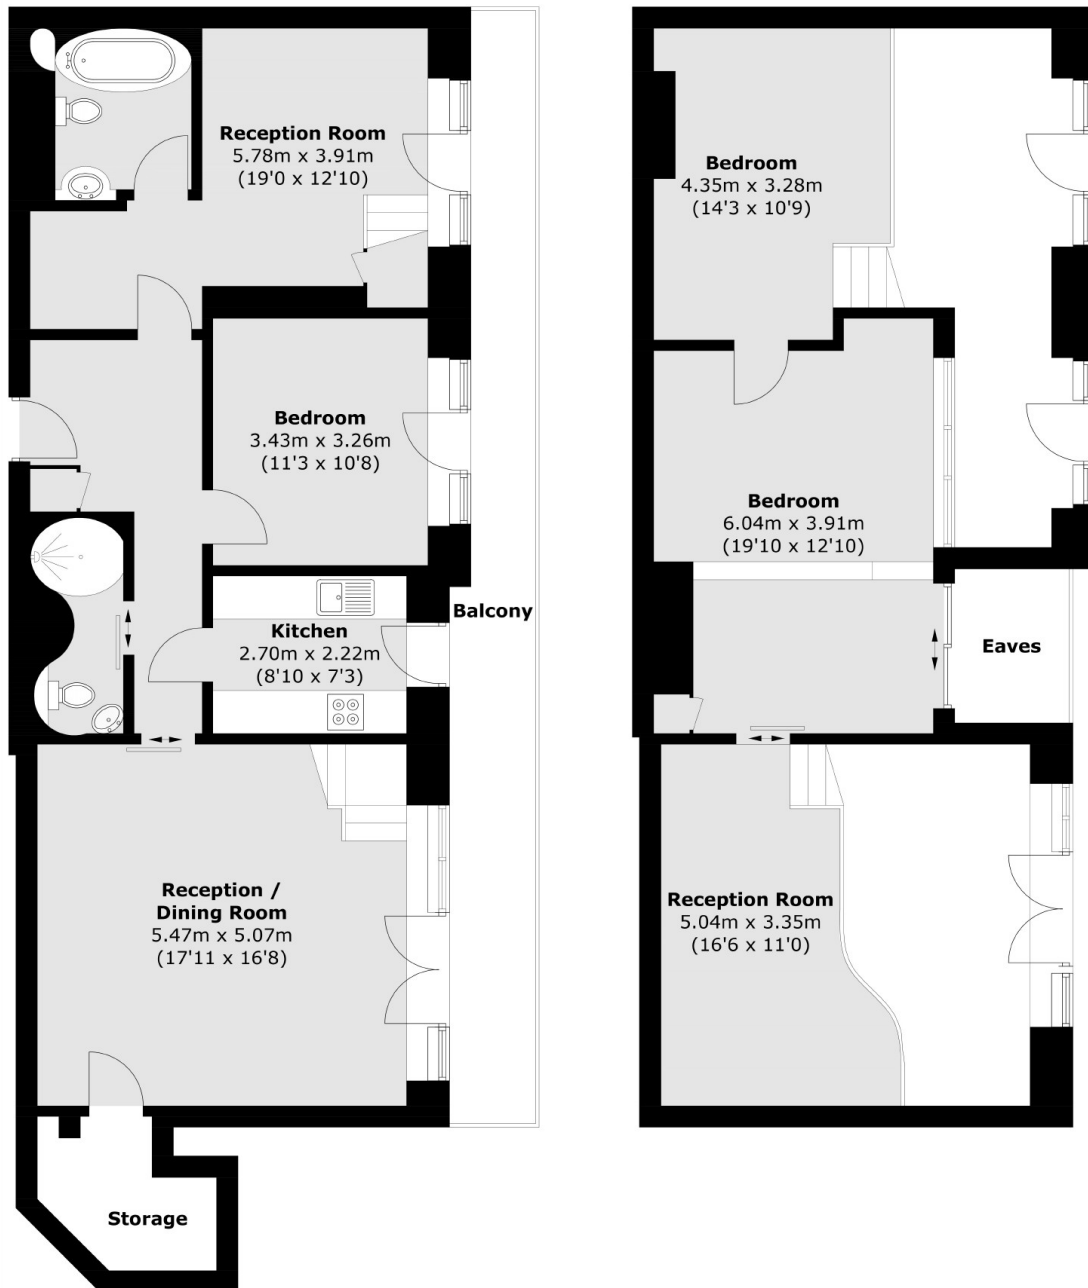 Reception Room
5.78m x 3.91m
(19'0 x 12'10)
Bedroom
3.43m x 3.26m
(11'3 x 10'8)
Kitchen
2.70m x 2.22m
(8'10 x 7'3)
Balcony
Reception /
Dining Room
5.47m x 5.07m
(17'11 x 16'8)
Storage
Bedroom
4.35m x 3.28m
(14'3 x 10'9)
Bedroom
6.04m x 3.91m
(19'10 x 12'10)
Eaves
Reception Room
5.04m x 3.35m
(16'6 x 11'0)